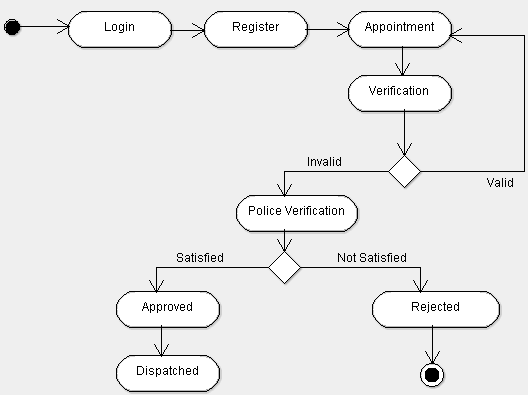 Login
Register
Appointment
Verification
Invalid
Valid
Police Verification
Satisfied
Not Satisfied
Approved
Rejected
Dispatched